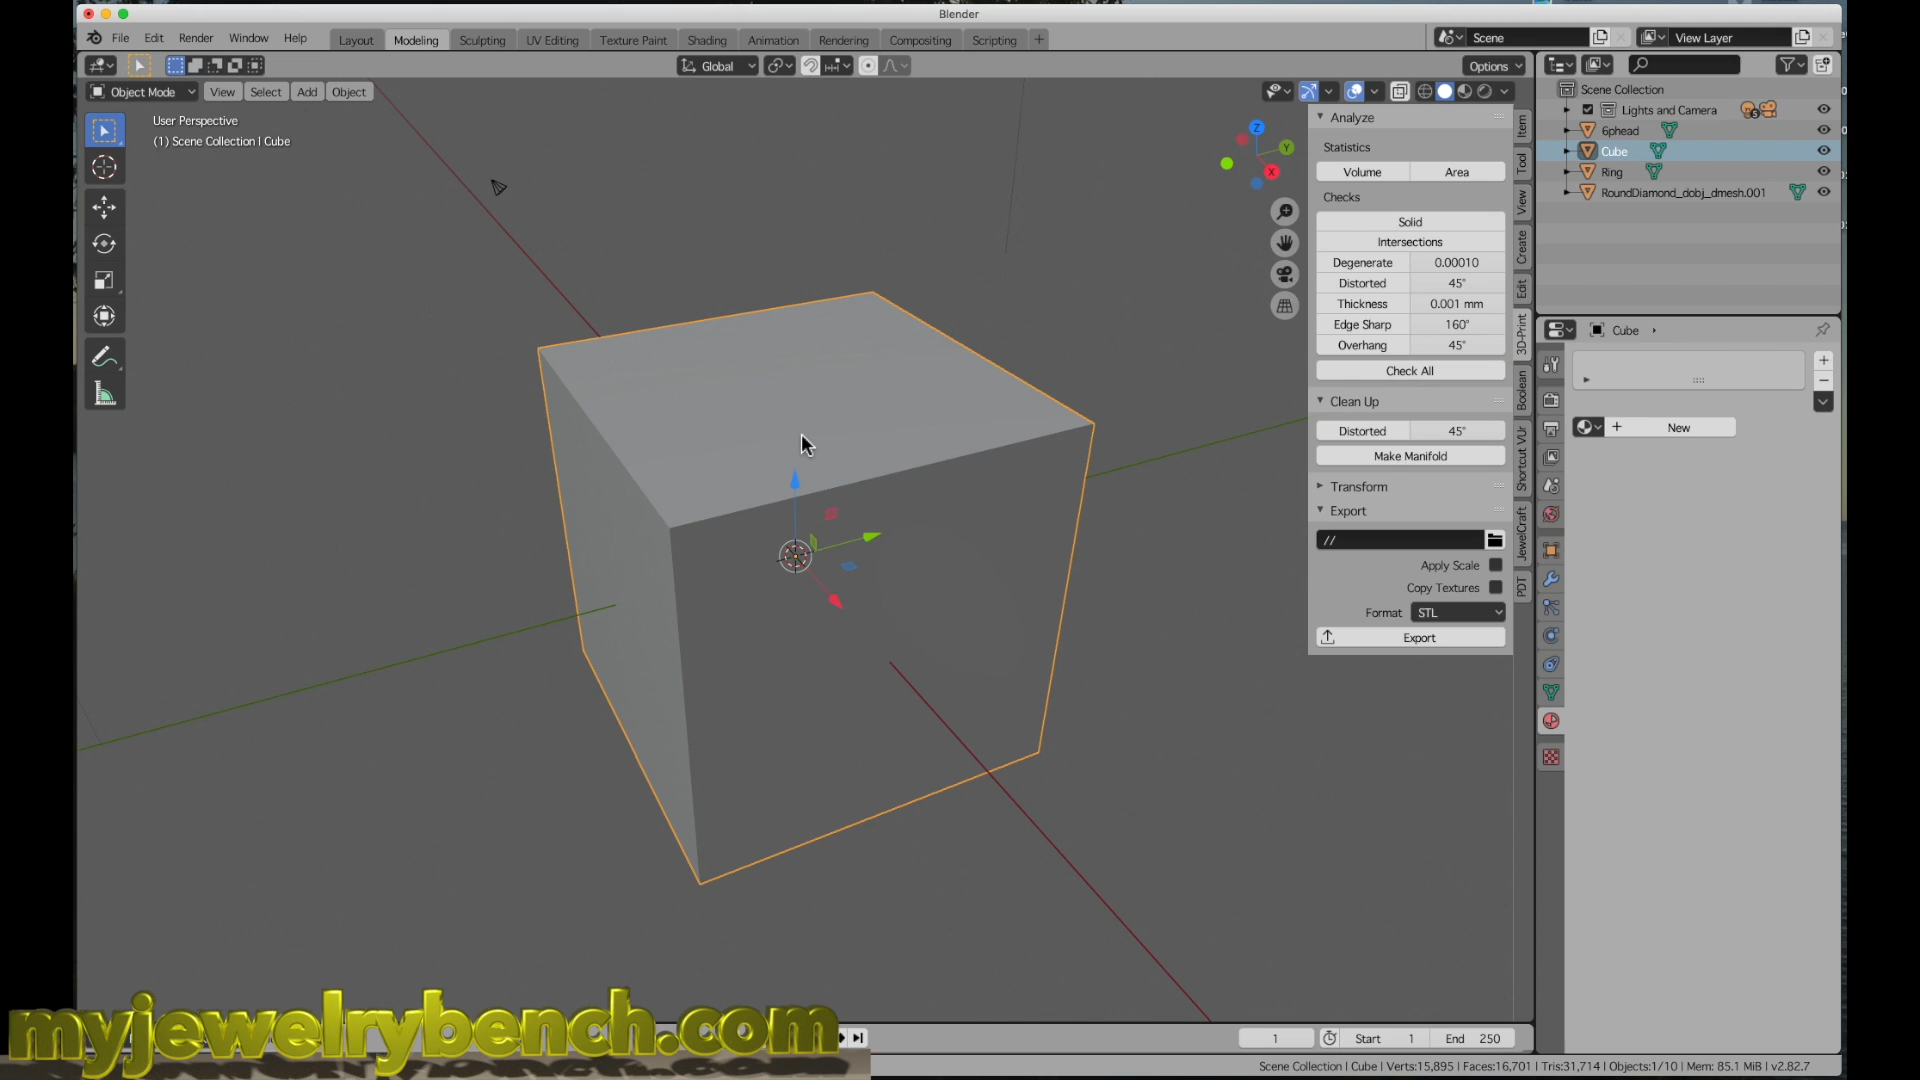 Blender
File Edit Render Window Help Layout Modeling Sculpting UV Editing Texture Paint Shading Animation Rendering Compositing Scripting + Scene View Layer
Global Options
Object Mode View Select Add Object
User Perspective
(1) Scene Collection | Cube
Z
Y
X
Analyze
Statistics
Volume Area
Checks
Solid
Intersections
Degenerate 0.00010
Distorted 45°
Thickness 0.001 mm
Edge Sharp 160°
Overhang 45°
Check All
Clean Up
Distorted 45°
Make Manifold
Transform
Export
//
Apply Scale
Copy Textures
Format STL
Export
Item
Tool
View
Create
Edit
3D-Print
Boolean
Shortcut VUr
JewelCraft
PDT
Scene Collection
Lights and Camera 5
6phead
Cube
Ring
RoundDiamond_dobj_dmesh.001
Cube
New
1 Start 1 End 250
Scene Collection | Cube | Verts:15,895 | Faces:16,701 | Tris:31,714 | Objects:1/10 | Mem: 85.1 MiB | v2.82.7
myjewelrybench.com